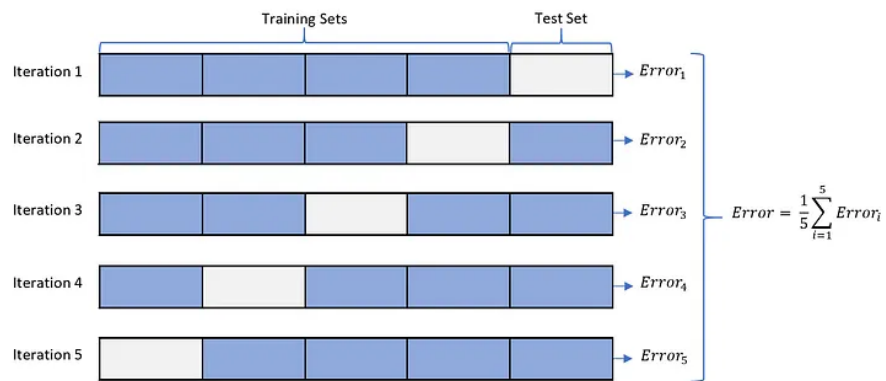 Training Sets
Test Set
Iteration 1
Error₁
Iteration 2
Error₂
Iteration 3
Error₃
Iteration 4
Error₄
Iteration 5
Error₅
Error = 1/5 5∑i=1 Errorᵢ